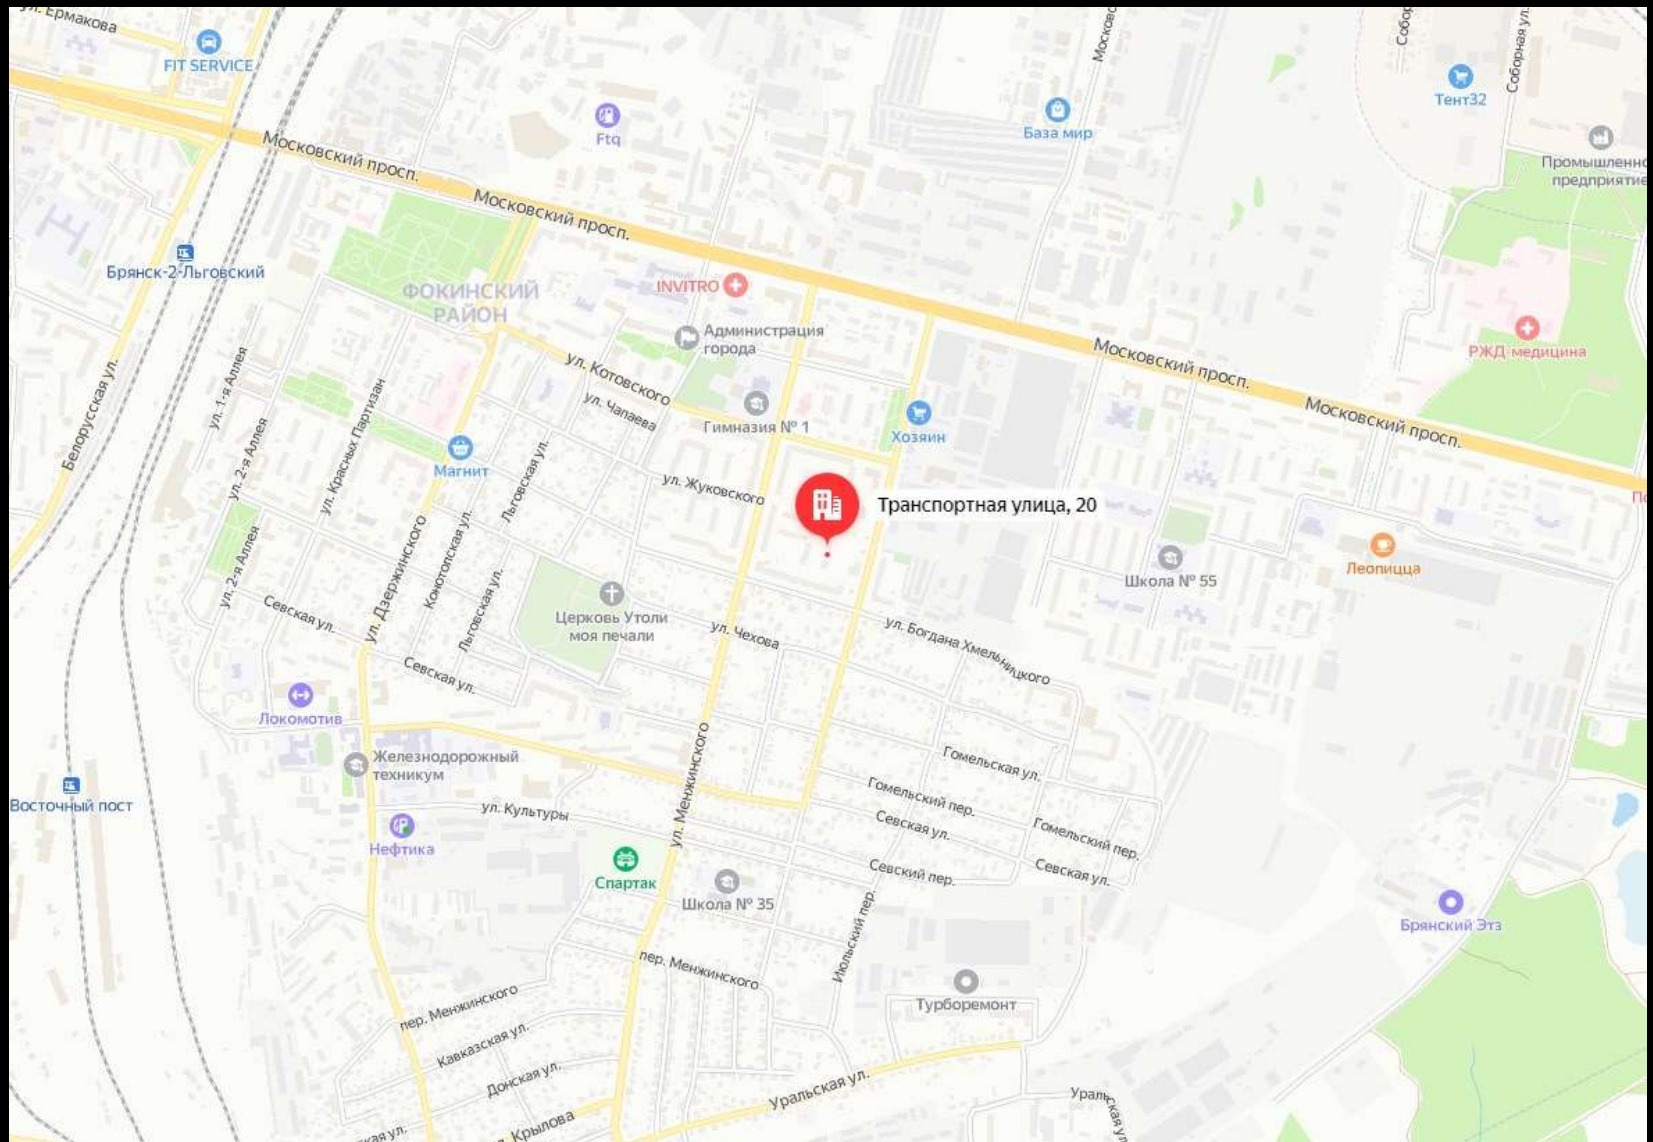 ул. Ермакова
FIT SERVICE
Ftq
База мир
Тент32
Соборная ул.
Промышленно
предприятие
Московский просп.
Московский просп.
Брянск-2-Льговский
ФОКИНСКИЙ
РАЙОН
INVITRO
Администрация
города
Московский просп.
РЖД-медицина
Московский просп.
Белорусская ул.
ул. 1-я Аллея
ул. Красных Партизан
ул. Котовского
ул. Чапаева
Гимназия № 1
Хозяин
Магнит
ул. 2-я Аллея
Льговская ул.
ул. Жуковского
Транспортная улица, 20
Школа № 55
Леопицца
ул. 2-я Аллея
ул. Дзержинского
Конотопская ул.
Льговская ул.
Церковь Утоли
моя печали
Севская ул.
ул. Чехова
ул. Богдана Хмельницкого
Севская ул.
Локомотив
Железнодорожный
техникум
ул. Менжинского
Гомельская ул.
Восточный пост
ул. Культуры
Гомельский пер.
Севская ул.
Гомельский пер.
Нефтика
Спартак
Школа № 35
Севский пер.
Севская ул.
Брянский Этз
Июльский пер.
пер. Менжинского
пер. Менжинского
Турборемонт
Кавказская ул.
Донская ул.
Уральская ул.
Уральская ул.
Крылова